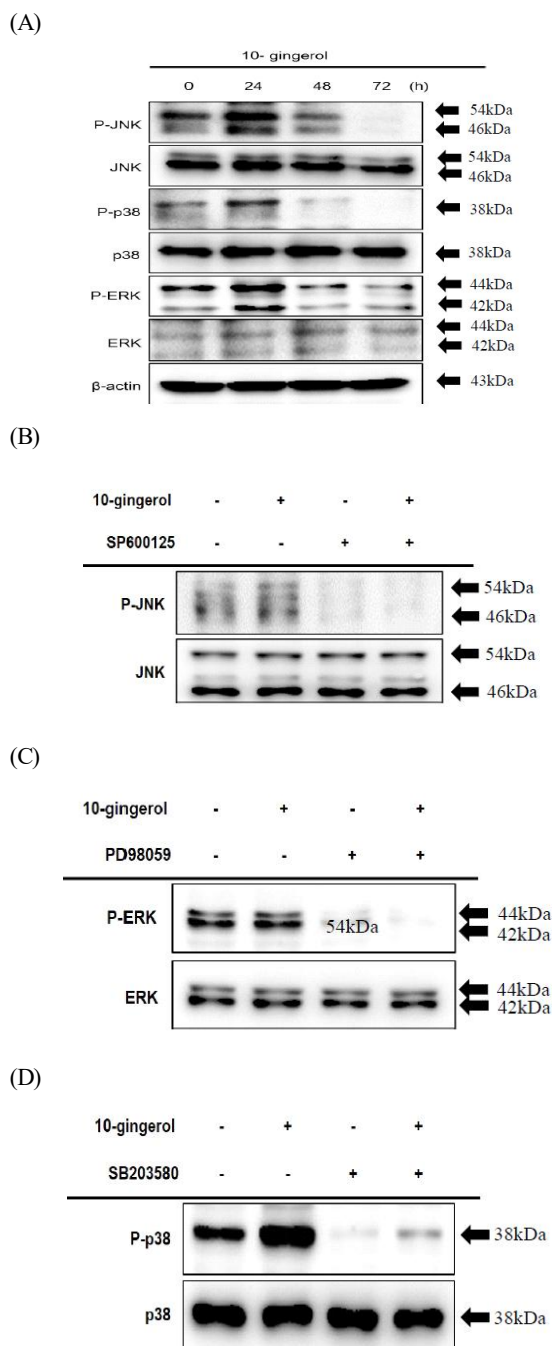 (A)
10- gingerol
0 24 48 72 (h)
P-JNK 54kDa
46kDa
JNK 54kDa
46kDa
P-p38 38kDa
p38 38kDa
P-ERK 44kDa
42kDa
ERK 44kDa
42kDa
β-actin 43kDa
(B)
10-gingerol - + - +
SP600125 - - + +
P-JNK 54kDa
46kDa
JNK 54kDa
46kDa
(C)
10-gingerol - + - +
PD98059 - - + +
P-ERK 54kDa 44kDa
42kDa
ERK 44kDa
42kDa
(D)
10-gingerol - + - +
SB203580 - - + +
P-p38 38kDa
p38 38kDa